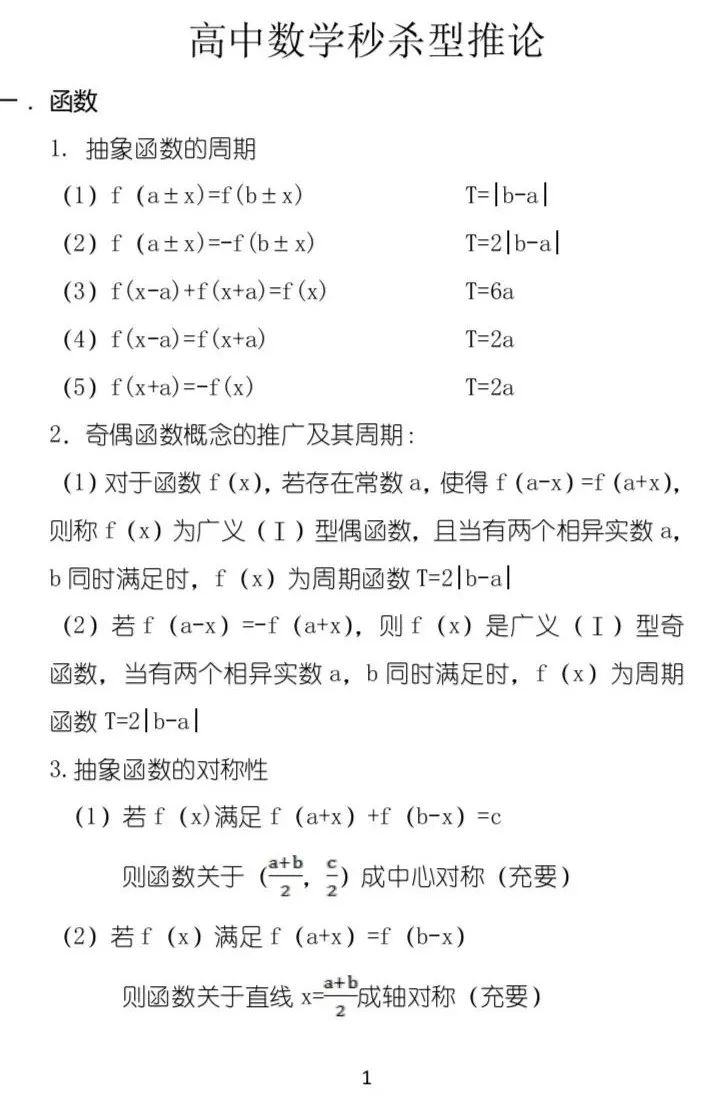 高中数学秒杀型推论
一．函数
1. 抽象函数的周期
(1) f (a±x)=f(b±x) T=|b-a|
(2) f (a±x)=-f(b±x) T=2|b-a|
(3) f(x-a)+f(x+a)=f(x) T=6a
(4) f(x-a)=f(x+a) T=2a
(5) f(x+a)=-f(x) T=2a
2. 奇偶函数概念的推广及其周期:
(1)对于函数 f (x), 若存在常数 a, 使得 f (a-x) =f (a+x),
则称 f (x) 为广义 (Ⅰ) 型偶函数, 且当有两个相异实数 a,
b 同时满足时, f (x) 为周期函数 T=2|b-a|
(2) 若 f (a-x) =-f (a+x), 则 f (x) 是广义 (Ⅰ) 型奇
函数, 当有两个相异实数 a, b 同时满足时, f (x) 为周期
函数 T=2|b-a|
3.抽象函数的对称性
(1) 若 f (x)满足 f (a+x) +f (b-x) =c
则函数关于 (a+b/2, c/2) 成中心对称 (充要)
(2) 若 f (x) 满足 f (a+x) =f (b-x)
则函数关于直线 x=a+b/2成轴对称 (充要)
1